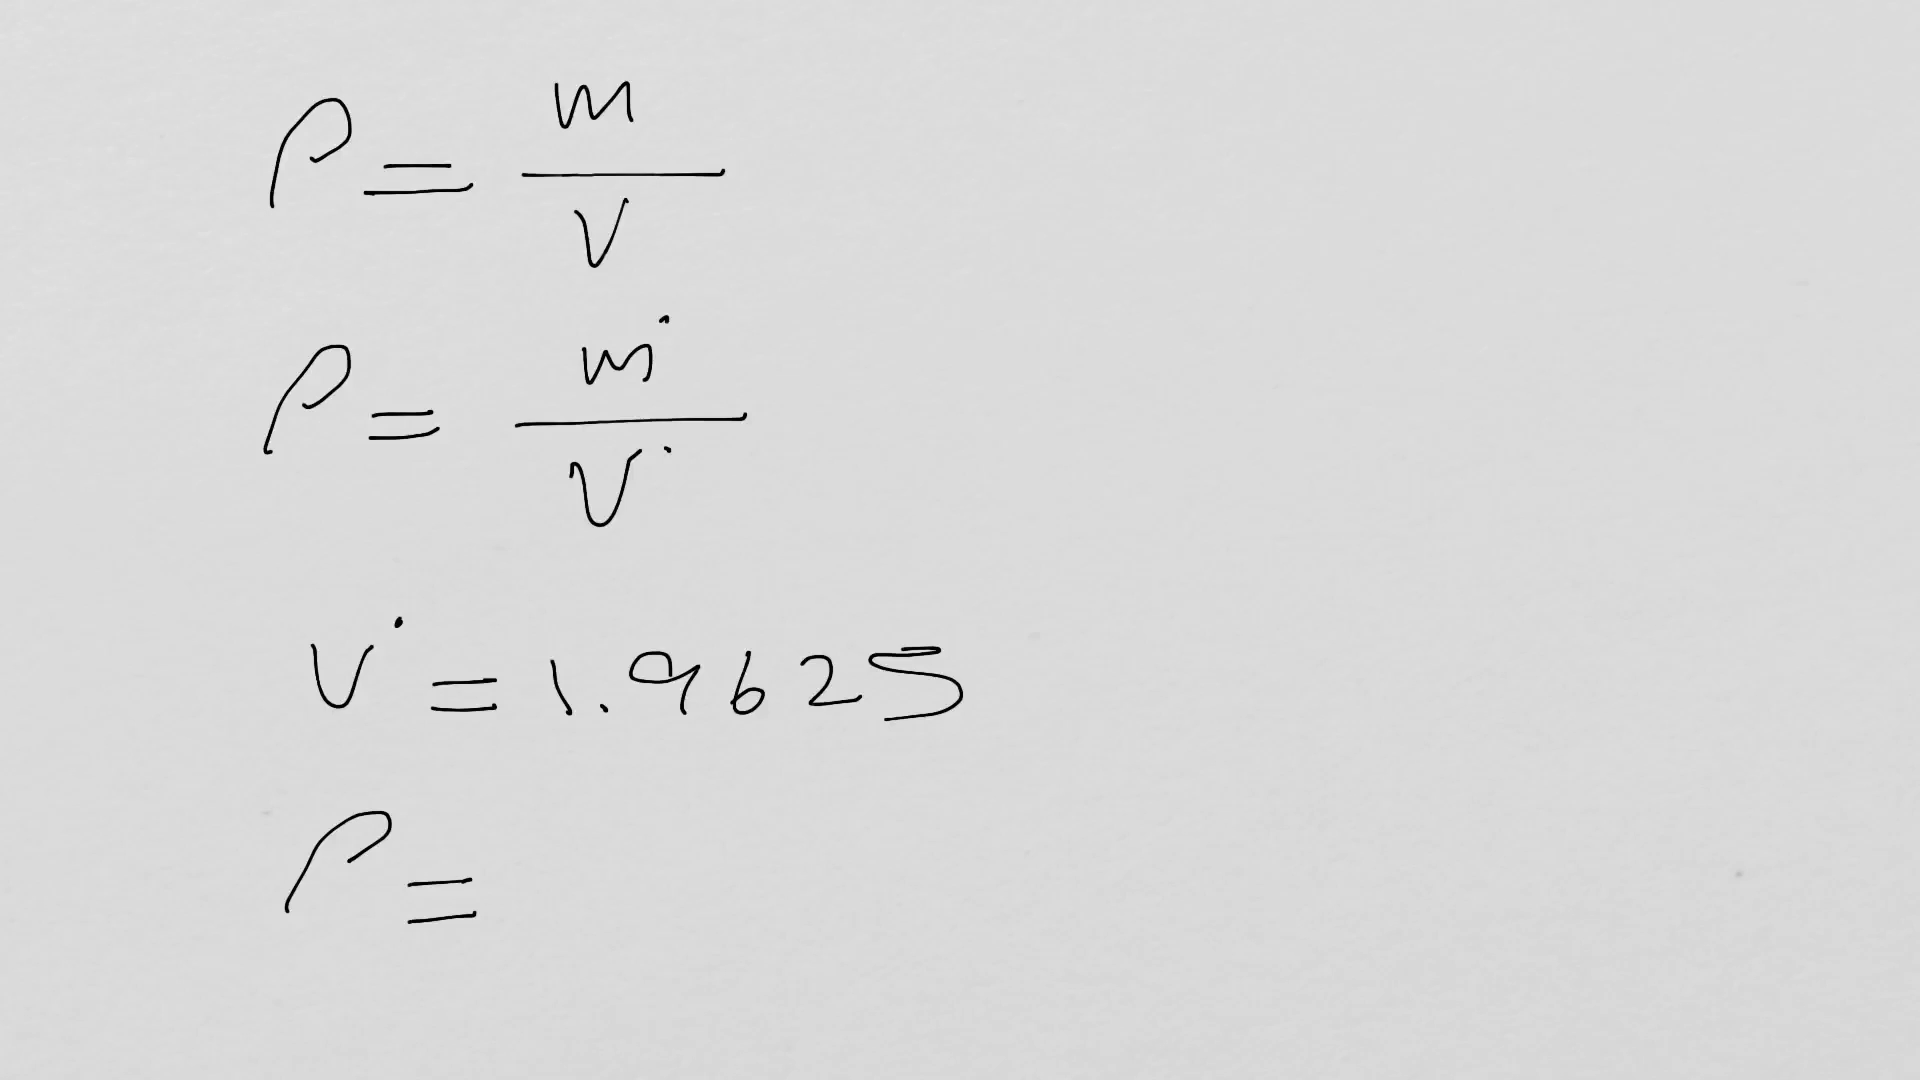 ρ = m / V
ρ = ṁ / V̇
V̇ = 1.9625
ρ =